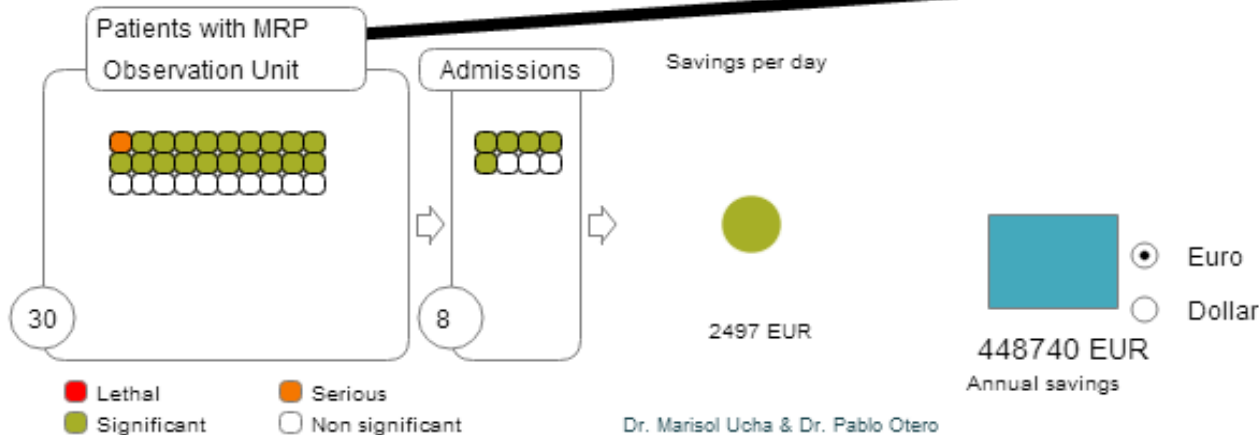 Patients with MRP
Observation Unit
Admissions
Savings per day
30
8
2497 EUR
Euro
Dollar
448740 EUR
Annual savings
Lethal
Serious
Significant
Non significant
Dr. Marisol Ucha & Dr. Pablo Otero